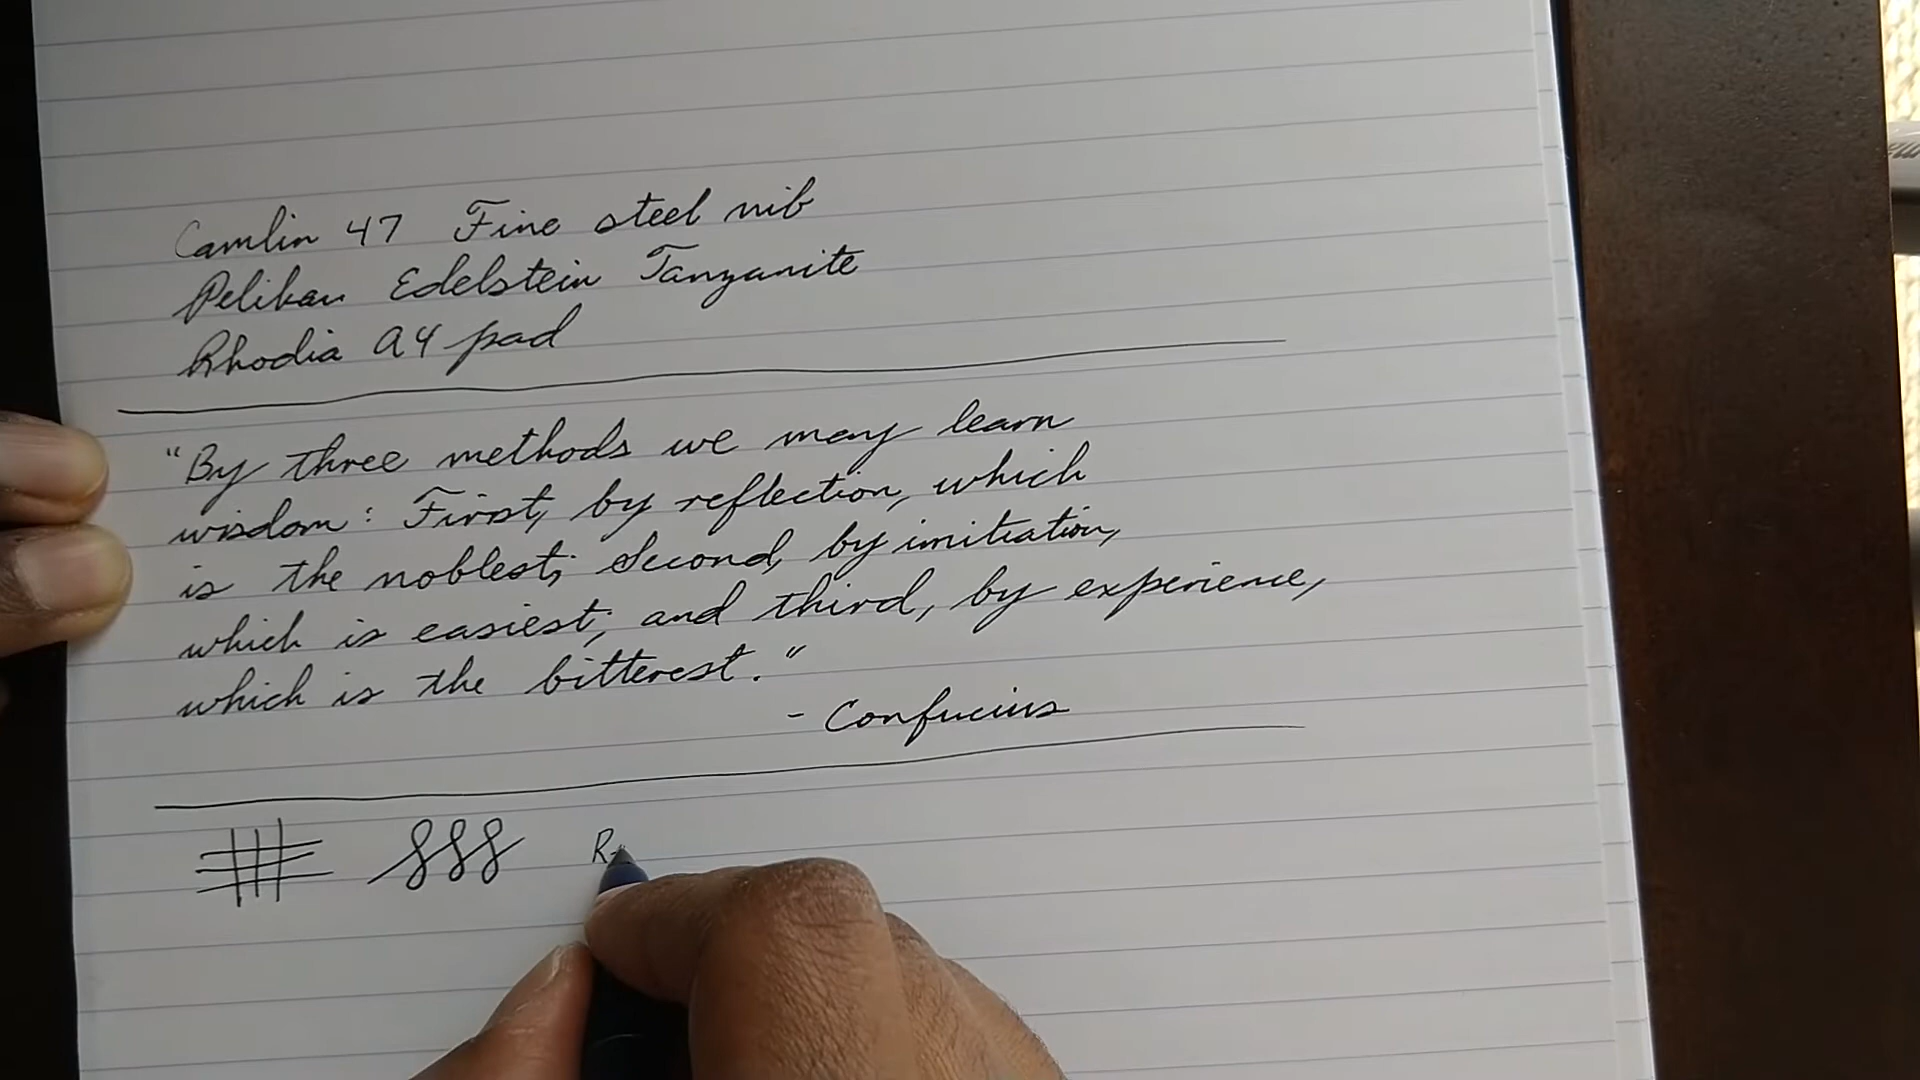 Camlin 47 Fine steel nib
Pelikan Edelstein Tanzanite
Rhodia A4 pad
"By three methods we may learn
wisdom: First, by reflection, which
is the noblest; Second, by imitation,
which is easiest; and third, by experience,
which is the bitterest."
- Confucius